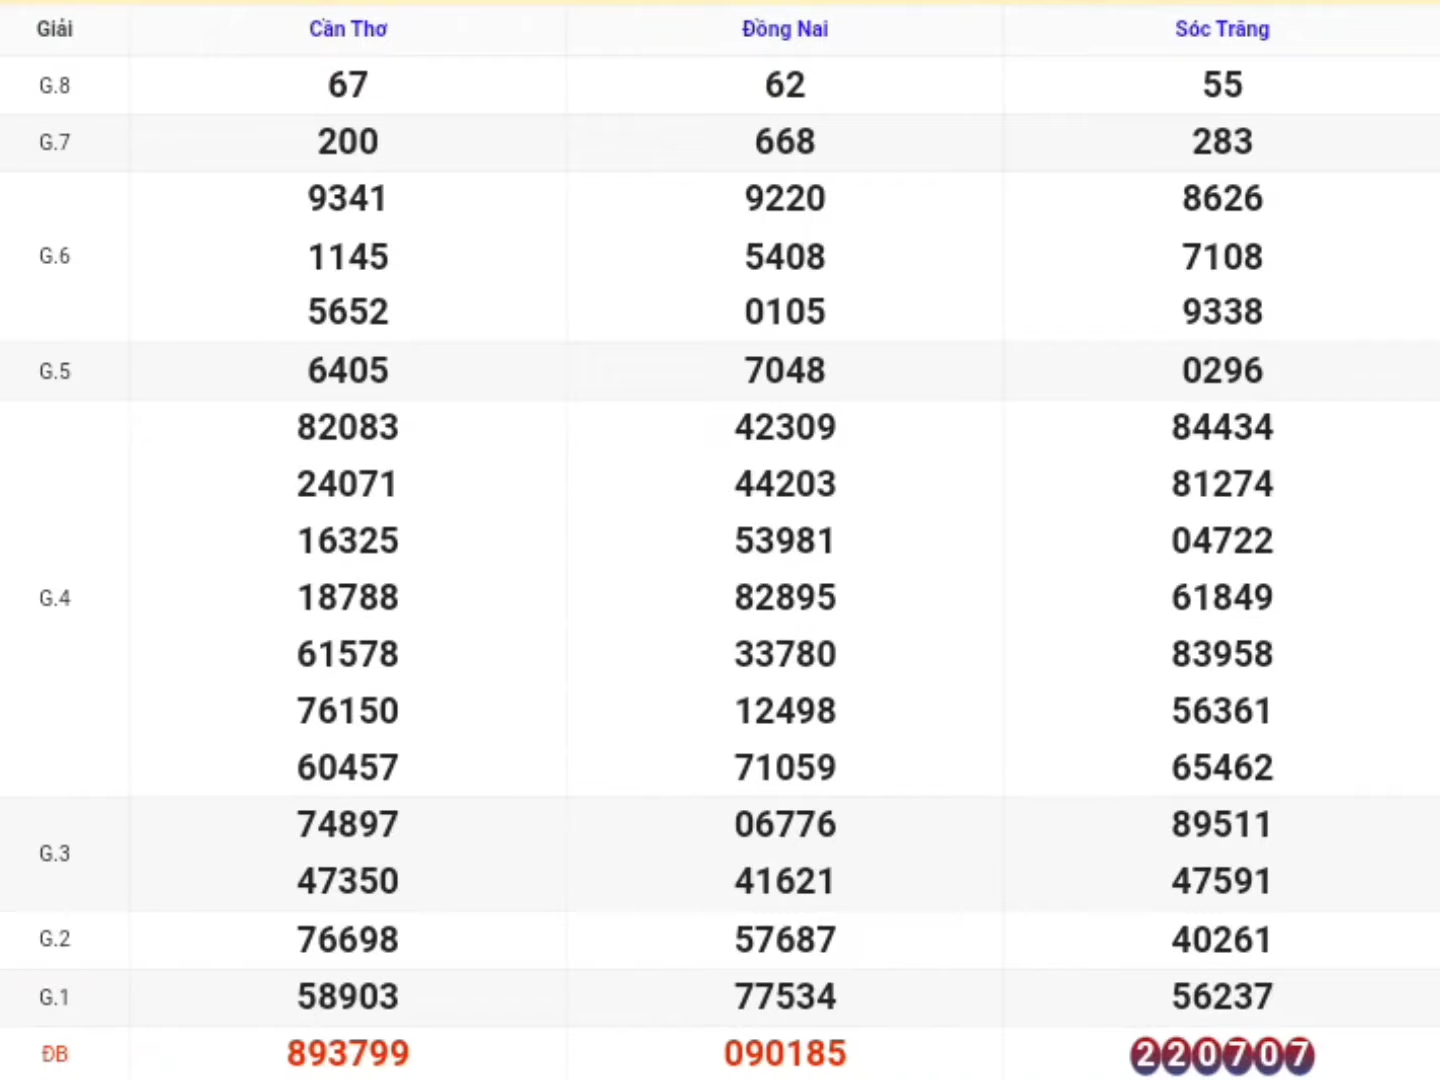 Giải Cần Thơ Đồng Nai Sóc Trăng
G.8 67 62 55
G.7 200 668 283
9341 9220 8626
G.6 1145 5408 7108
5652 0105 9338
G.5 6405 7048 0296
82083 42309 84434
24071 44203 81274
16325 53981 04722
G.4 18788 82895 61849
61578 33780 83958
76150 12498 56361
60457 71059 65462
74897 06776 89511
G.3
47350 41621 47591
G.2 76698 57687 40261
G.1 58903 77534 56237
ĐB 893799 090185 220707